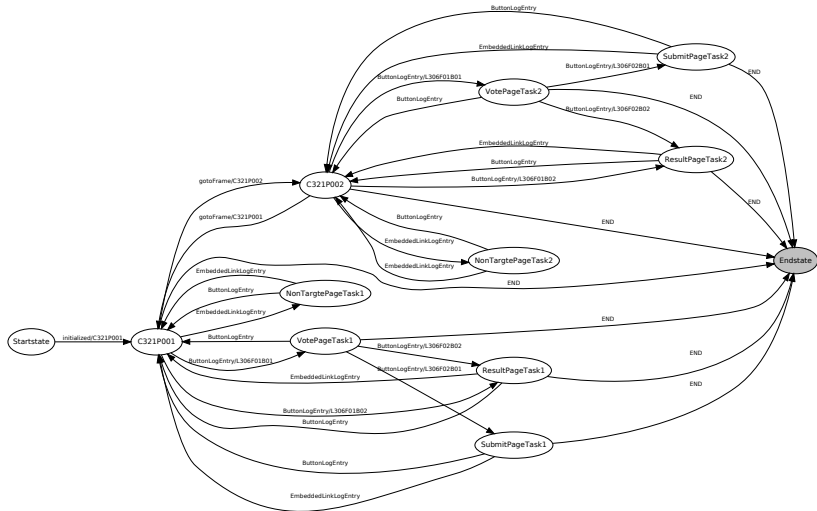 ButtonLogEntry
EmbeddedLinkLogEntry
SubmitPageTask2
ButtonLogEntry/L306F02B01
END
ButtonLogEntry/L306F01B01
VotePageTask2
END
ButtonLogEntry
ButtonLogEntry/L306F02B02
EmbeddedLinkLogEntry
ResultPageTask2
ButtonLogEntry
gotoFrame/C321P002
C321P002
ButtonLogEntry/L306F01B02
END
gotoFrame/C321P001
ButtonLogEntry
END
EmbeddedLinkLogEntry
NonTargtePageTask2
Endstate
EmbeddedLinkLogEntry
EmbeddedLinkLogEntry
END
ButtonLogEntry
NonTargtePageTask1
EmbeddedLinkLogEntry
END
Startstate
initialized/C321P001
C321P001
ButtonLogEntry
VotePageTask1
ButtonLogEntry/L306F02B02
END
ButtonLogEntry/L306F01B01
ButtonLogEntry/L306F02B01
ResultPageTask1
EmbeddedLinkLogEntry
END
ButtonLogEntry/L306F01B02
ButtonLogEntry
SubmitPageTask1
ButtonLogEntry
EmbeddedLinkLogEntry